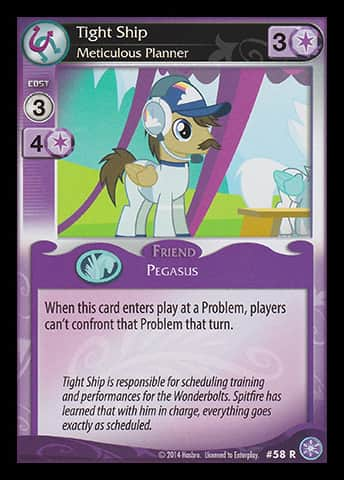 Tight Ship
Meticulous Planner
3
COST
3
4
FRIEND
PEGASUS
When this card enters play at a Problem, players
can't confront that Problem that turn.
Tight Ship is responsible for scheduling training
and performances for the Wonderbolts. Spitfire has
learned that with him in charge, everything goes
exactly as scheduled.
© 2014 Hasbro. Licensed to Enterplay. #58 R